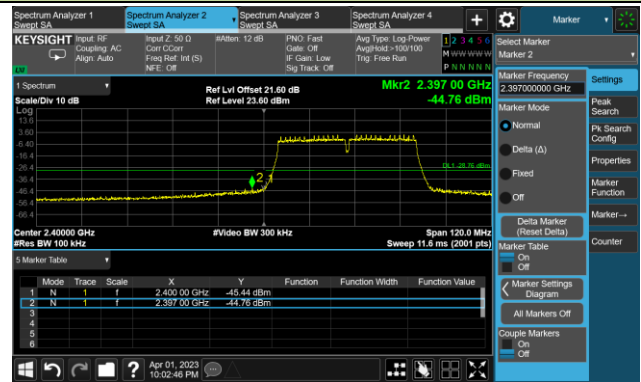 Spectrum Analyzer 1
Swept SA
Spectrum Analyzer 2
Swept SA
Spectrum Analyzer 3
Swept SA
Spectrum Analyzer 4
Swept SA
+
Marker
KEYSIGHT
Input: RF
Coupling: AC
Align: Auto
Input Z: 50 Ω
Corr CCorr
Freq Ref: Int (S)
NFE: Off
#Atten: 12 dB
PNO: Fast
Gate: Off
IF Gain: Low
Sig Track: Off
Avg Type: Log-Power
Avg|Hold:>100/100
Trig: Free Run
1 2 3 4 5 6
M W W W W W
P N N N N N
Select Marker
Marker 2
1 Spectrum
Scale/Div 10 dB
Ref Lvl Offset 21.60 dB
Ref Level 23.60 dBm
Mkr2 2.397 00 GHz
-44.76 dBm
Log
13.6
3.60
-6.40
-16.4
-26.4
-36.4
-46.4
-56.4
-66.4
DL1 -28.76 dBm
2
Center 2.40000 GHz
#Res BW 100 kHz
#Video BW 300 kHz
Span 120.0 MHz
Sweep 11.6 ms (2001 pts)
5 Marker Table
Mode Trace Scale X Y Function Function Width Function Value
1 N 1 f 2.400 00 GHz -45.44 dBm
2 N 1 f 2.397 00 GHz -44.76 dBm
3
4
5
6
Marker Frequency
2.397000000 GHz
Marker Mode
Normal
Delta (Δ)
Fixed
Off
Delta Marker
(Reset Delta)
Marker Table
On
Off
Marker Settings
Diagram
All Markers Off
Couple Markers
On
Off
Settings
Peak
Search
Pk Search
Config
Properties
Marker
Function
Marker→
Counter
?
Apr 01, 2023
10:02:46 PM